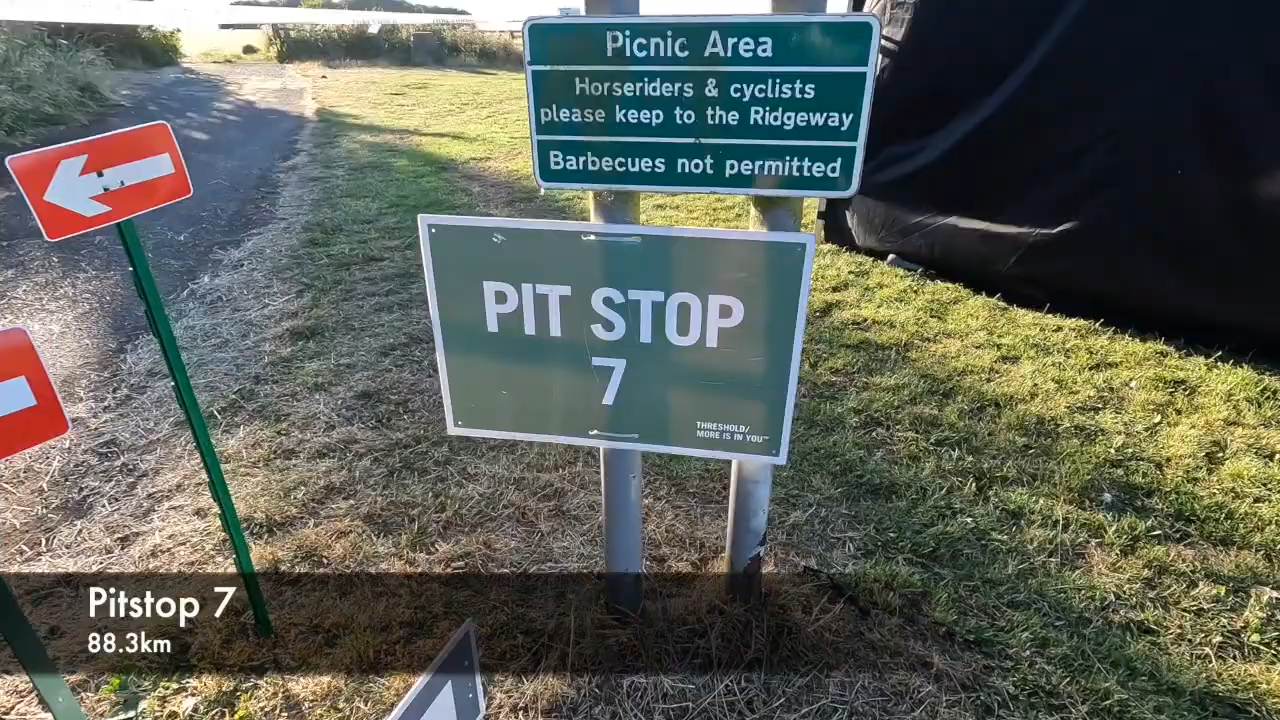 Picnic Area
Horseriders & cyclists
please keep to the Ridgeway
Barbecues not permitted
PIT STOP
7
THRESHOLD/
MORE IS IN YOU™
Pitstop 7
88.3km